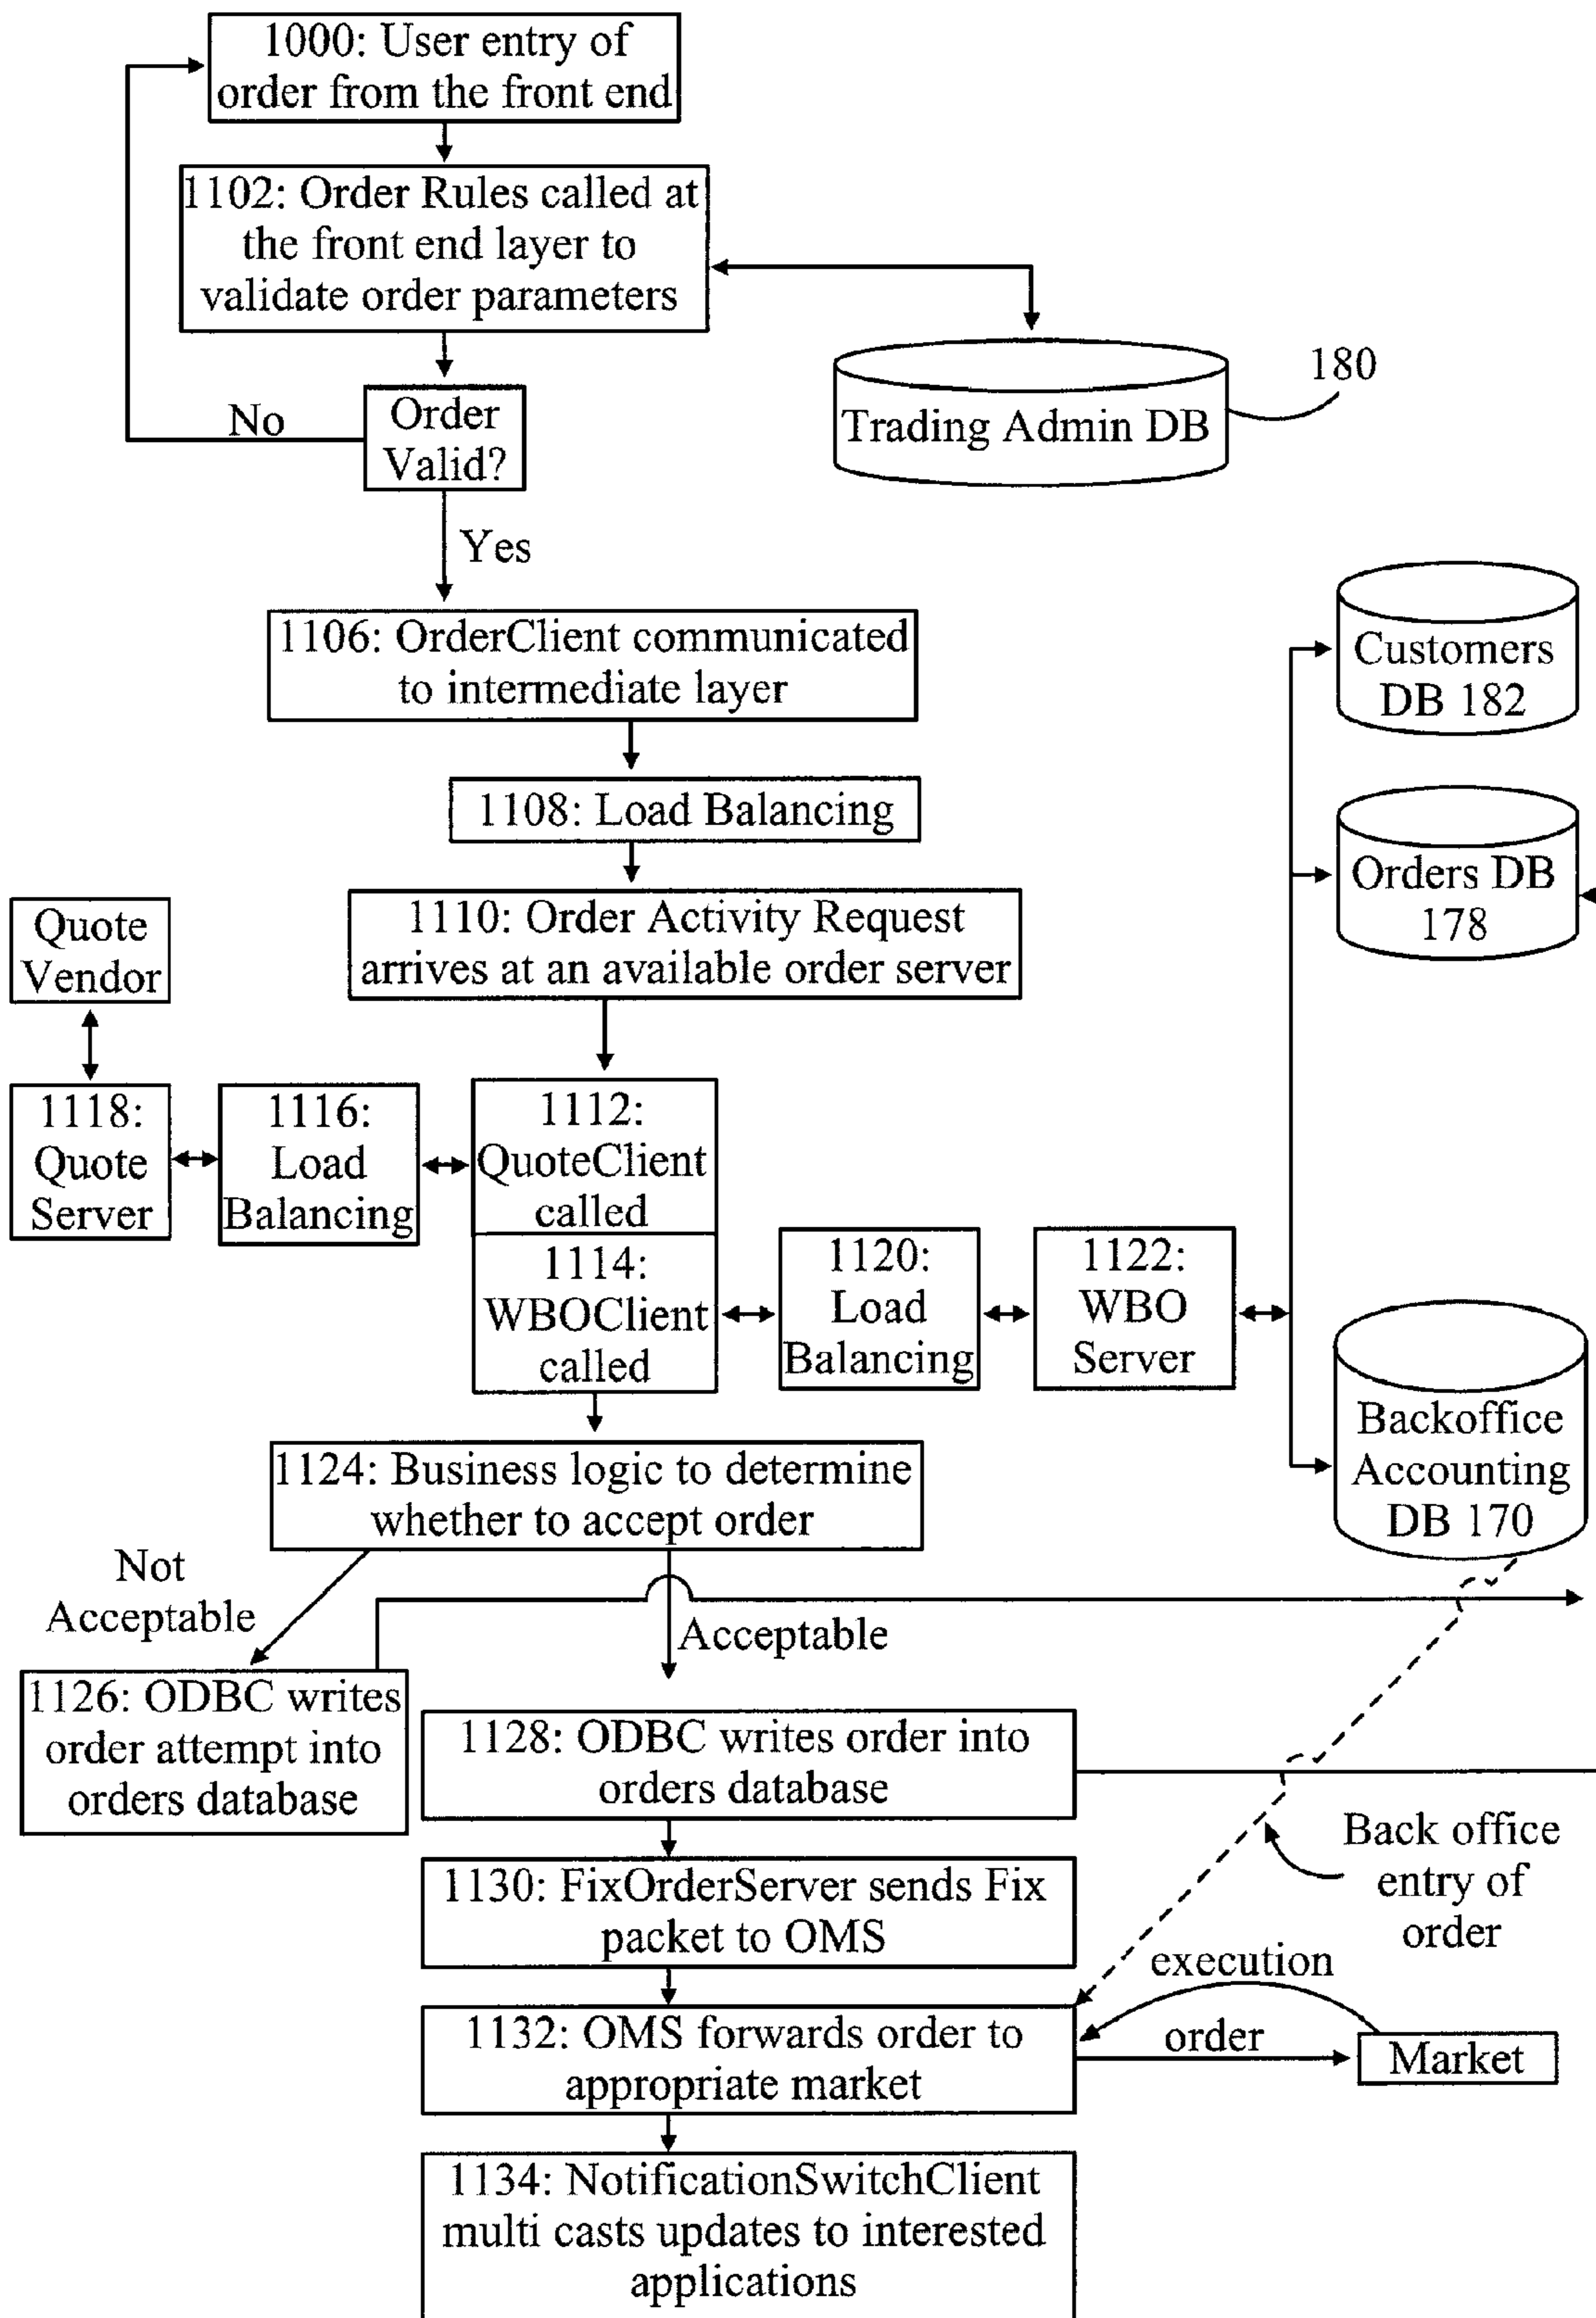 1000: User entry of
order from the front end
1102: Order Rules called at
the front end layer to
validate order parameters
180
Trading Admin DB
Order
Valid?
No
Yes
1106: OrderClient communicated
to intermediate layer
Customers
DB 182
1108: Load Balancing
Orders DB
178
1110: Order Activity Request
arrives at an available order server
Quote
Vendor
1118:
Quote
Server
1116:
Load
Balancing
1112:
QuoteClient
called
1114:
WBOClient
called
1120:
Load
Balancing
1122:
WBO
Server
Backoffice
Accounting
DB 170
1124: Business logic to determine
whether to accept order
Not
Acceptable
Acceptable
1126: ODBC writes
order attempt into
orders database
1128: ODBC writes order into
orders database
Back office
entry of
order
1130: FixOrderServer sends Fix
packet to OMS
execution
1132: OMS forwards order to
appropriate market
order
Market
1134: NotificationSwitchClient
multi casts updates to interested
applications